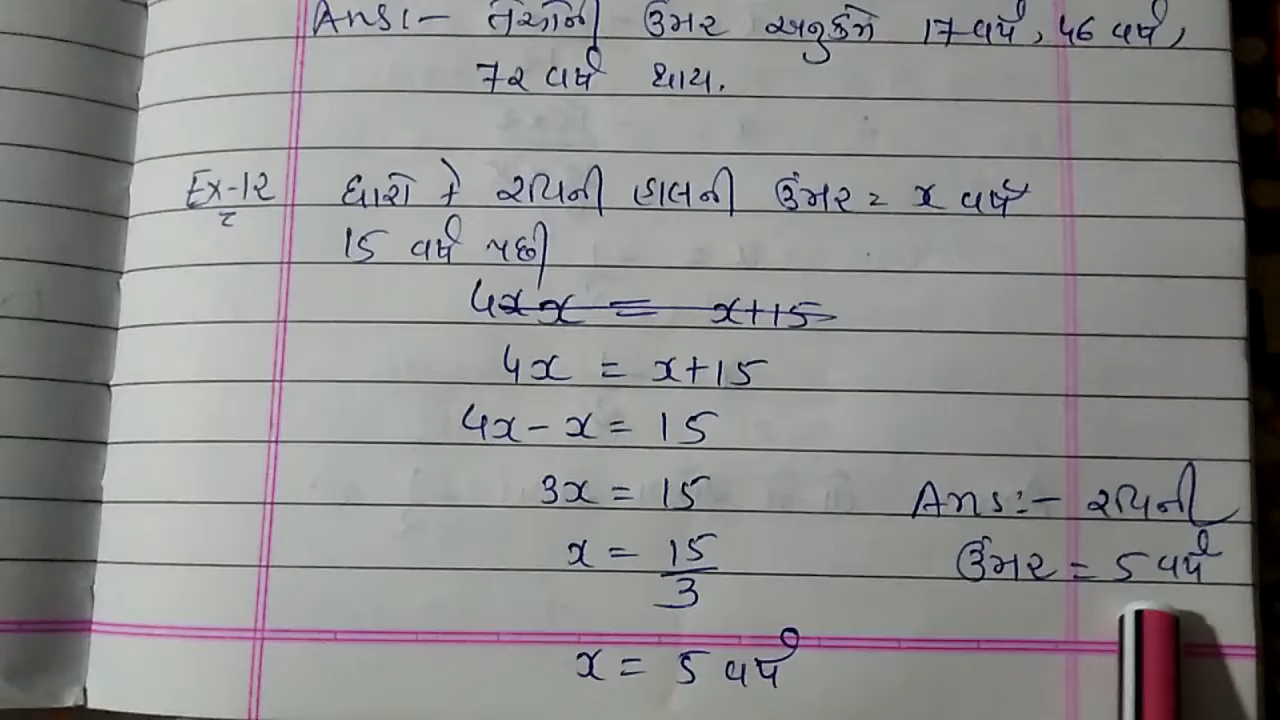 Ans:- તેઓની ઉંમર અનુક્રમે 17 વર્ષ, 46 વર્ષ,
72 વર્ષ થાય.
Ex-12 ધારો કે રવિની હાલની ઉંમર = x વર્ષ
2
15 વર્ષ પછી
4x x = x+15
4x = x+15
4x - x = 15
3x = 15
x = 15/3
x = 5 વર્ષ
Ans:- રવિની
ઉંમર = 5 વર્ષ